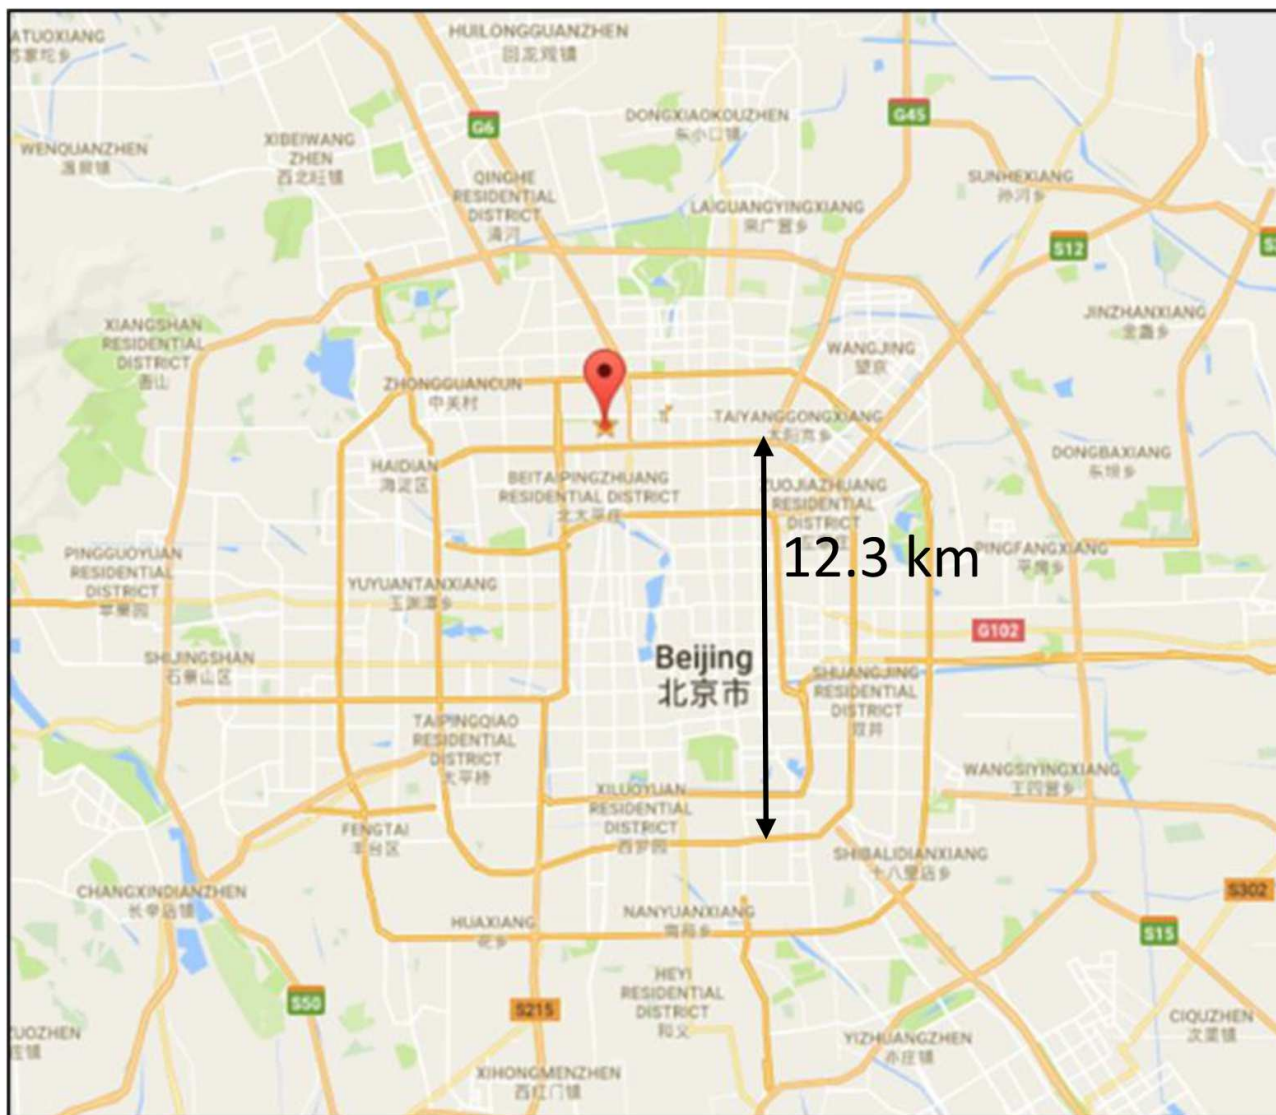 HUILONGGUANZHEN
回龙观镇
DONGXIAOKOUZHEN
东小口镇
G6
G45
XIBEIWANG
ZHEN
西北旺镇
WENQUANZHEN
温泉镇
QINGHE
RESIDENTIAL
DISTRICT
清河
SUNHEXIANG
孙河乡
LAIGUANGYINGXIANG
来广营乡
S12
XIANGSHAN
RESIDENTIAL
DISTRICT
香山
JINZHANXIANG
金盏乡
WANGJING
望京
ZHONGGUANCUN
中关村
TAIYANGGONGXIANG
太阳宫乡
HAIDIAN
海淀区
BEITAIPINGZHUANG
RESIDENTIAL DISTRICT
北太平庄
ZUOJIAZHUANG
RESIDENTIAL
DISTRICT
DONGBAXIANG
东坝乡
12.3 km
PINGGUOYUAN
RESIDENTIAL
DISTRICT
苹果园
PINGFANGXIANG
平房乡
YUYUANTANXIANG
玉渊潭乡
G102
SHIJINGSHAN
石景山区
Beijing
北京市
SHUANGJING
RESIDENTIAL
DISTRICT
双井
TAIPINGQIAO
RESIDENTIAL
DISTRICT
太平桥
WANGSIYINGXIANG
王四营乡
XILUOYUAN
RESIDENTIAL
DISTRICT
西罗园
FENGTAI
丰台区
SHIBALIDIANXIANG
十八里店乡
CHANGXINDIANZHEN
长辛店镇
S302
HUAXIANG
花乡
NANYUANXIANG
南苑乡
S15
HEYI
RESIDENTIAL
DISTRICT
和义
S50
S215
CIQUZHEN
次渠镇
YIZHUANGZHEN
亦庄镇
XIHONGMENZHEN
西红门镇